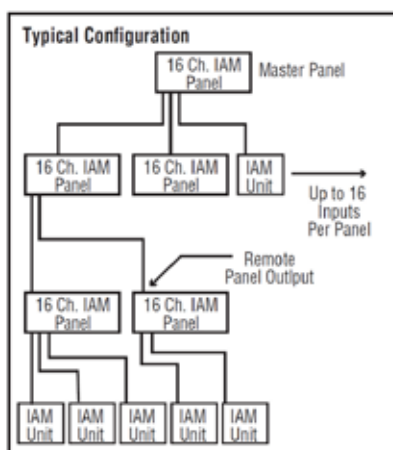 Typical Configuration
16 Ch. IAM
Panel
Master Panel
16 Ch. IAM
Panel
16 Ch. IAM
Panel
IAM
Unit
Up to 16
Inputs
Per Panel
Remote
Panel Outlput
16 Ch. IAM
Panel
16 Ch. IAM
Panel
IAM
Unit
IAM
Unit
IAM
Unit
IAM
Unit
IAM
Unit